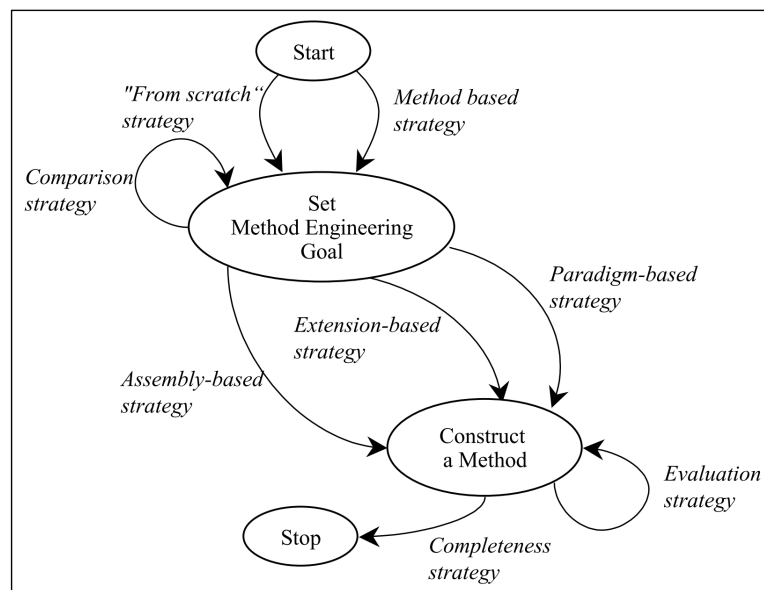 Start
"From scratch“
strategy
Method based
strategy
Comparison
strategy
Set
Method Engineering
Goal
Paradigm-based
strategy
Extension-based
strategy
Assembly-based
strategy
Construct
a Method
Evaluation
strategy
Stop
Completeness
strategy